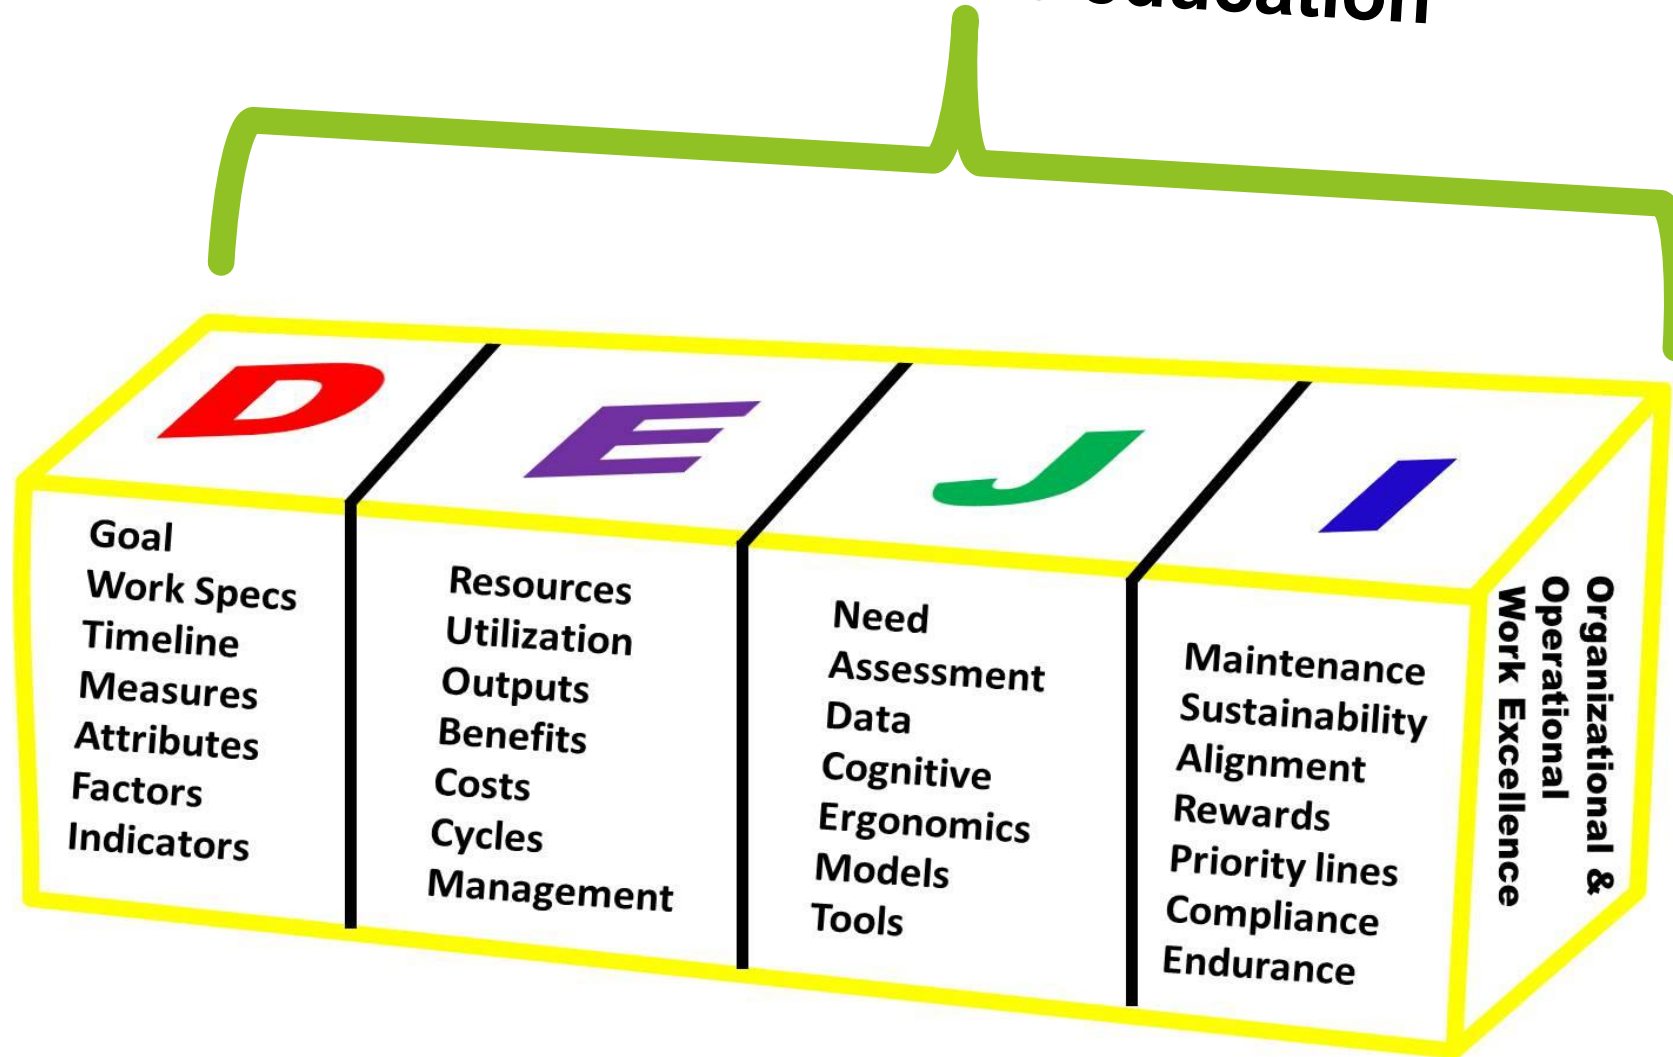 education
D
E
J
I
Goal
Work Specs
Timeline
Measures
Attributes
Factors
Indicators
Resources
Utilization
Outputs
Benefits
Costs
Cycles
Management
Need
Assessment
Data
Cognitive
Ergonomics
Models
Tools
Maintenance
Sustainability
Alignment
Rewards
Priority lines
Compliance
Endurance
Organizational &
Operational
Work Excellence